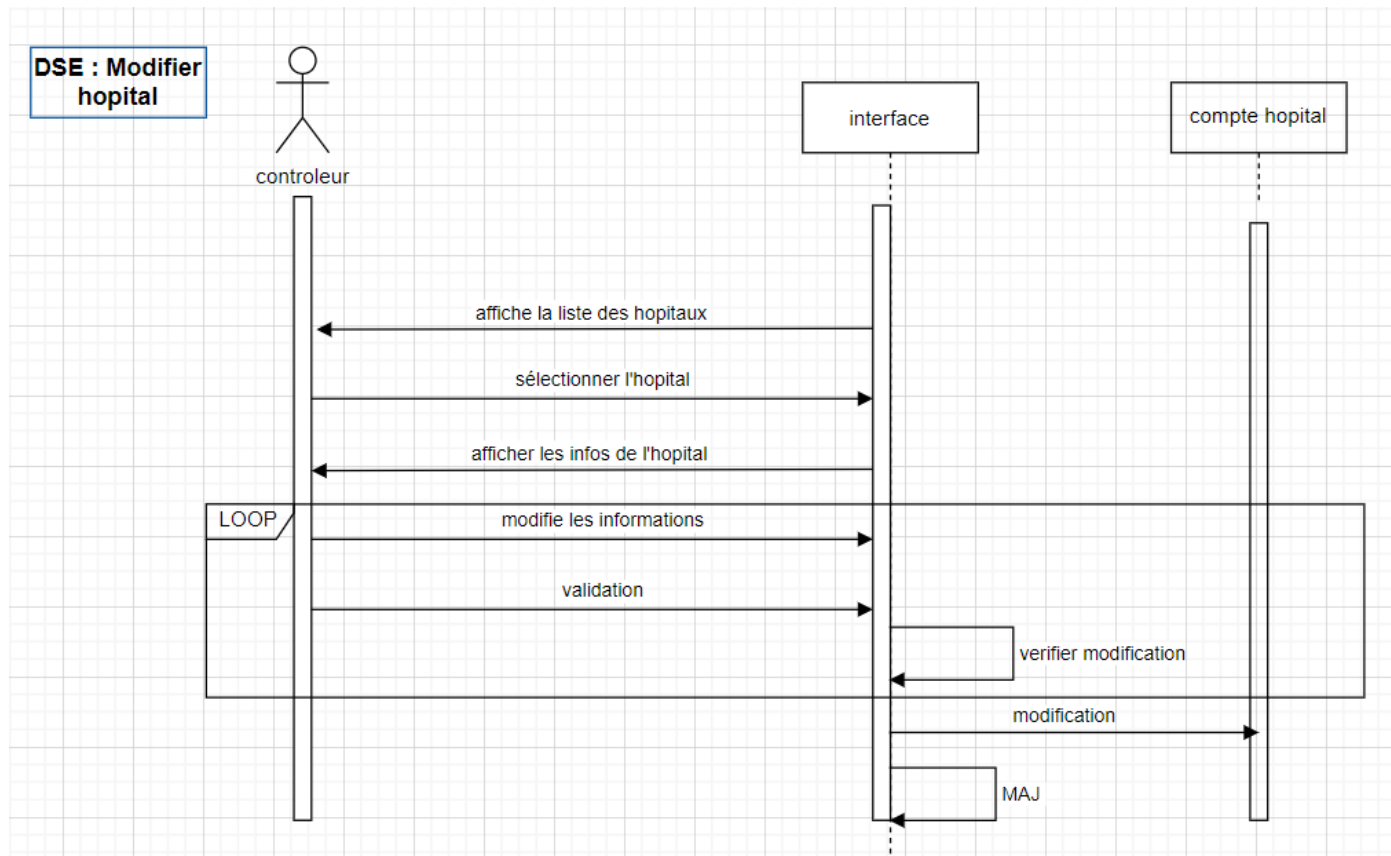 DSE : Modifier
hopital
controleur
interface
compte hopital
affiche la liste des hopitaux
sélectionner l'hopital
afficher les infos de l'hopital
LOOP
modifie les informations
validation
verifier modification
modification
MAJ